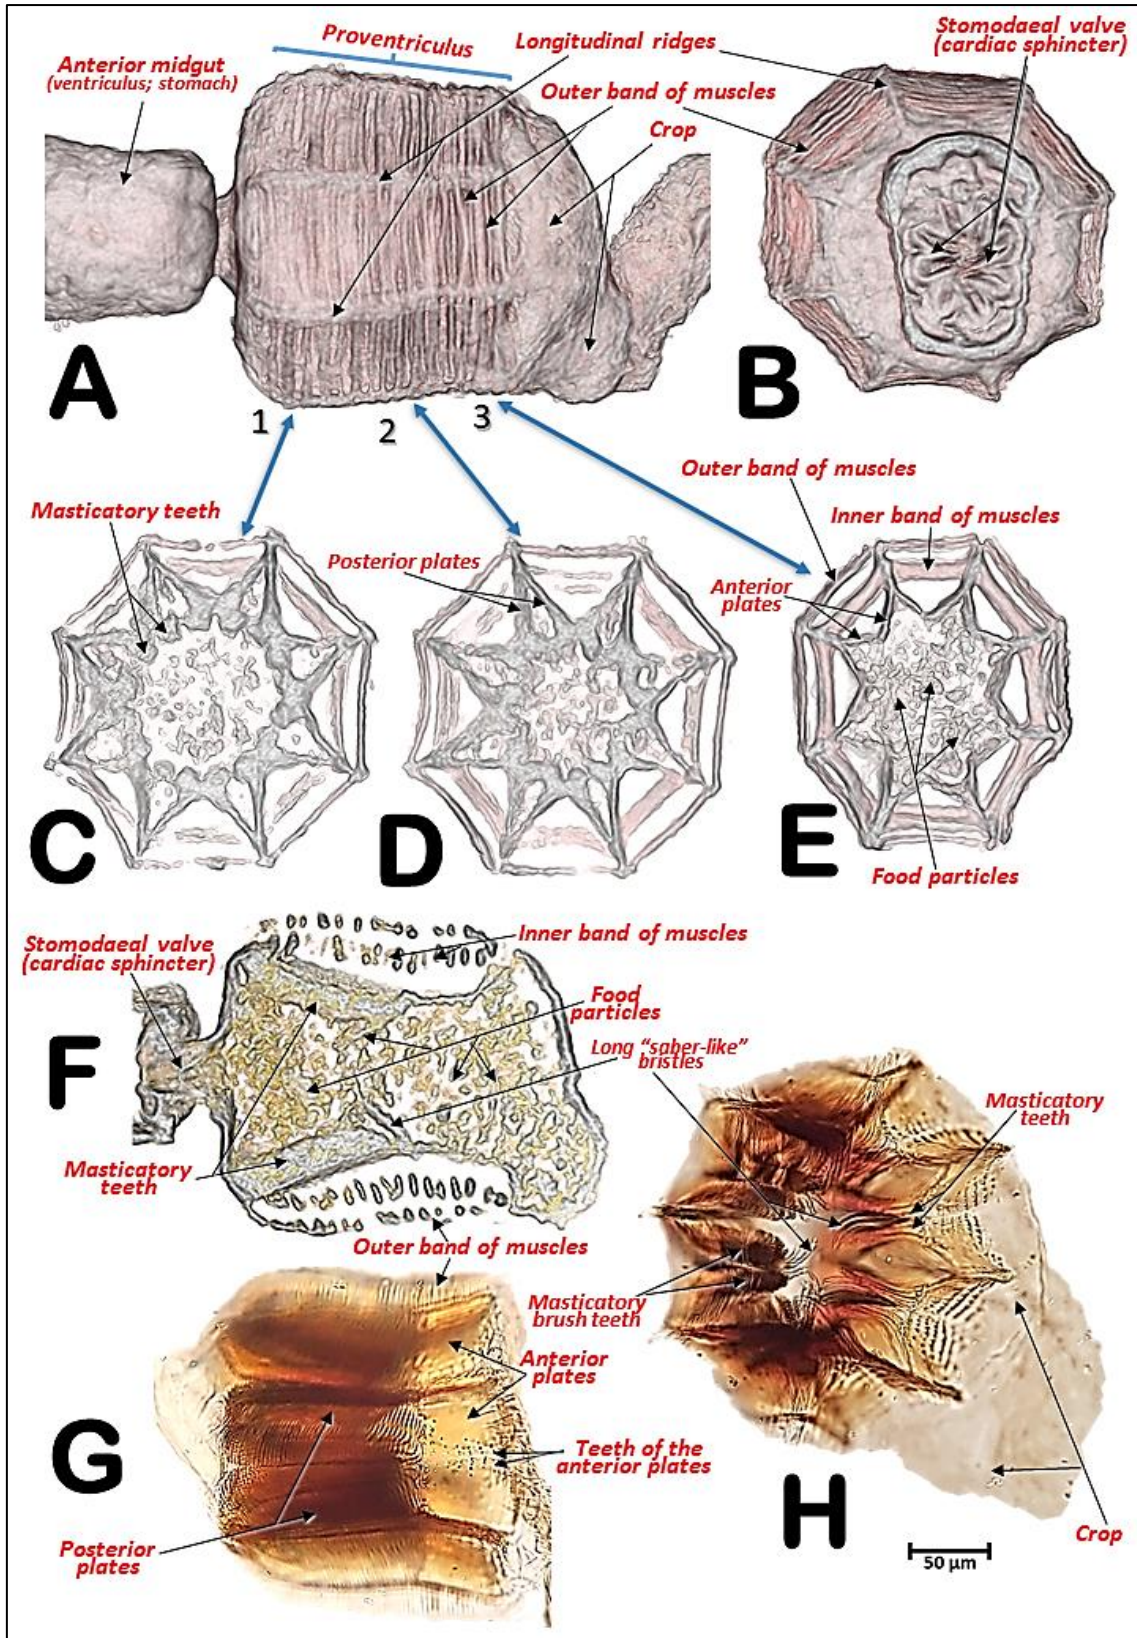 Proventriculus
Longitudinal ridges
Stomodaeal valve
(cardiac sphincter)
Anterior midgut
(ventriculus; stomach)
Outer band of muscles
Crop
A
B
1
2
3
Outer band of muscles
Masticatory teeth
Inner band of muscles
Posterior plates
Anterior
plates
C
D
E
Food particles
Stomodaeal valve
(cardiac sphincter)
Inner band of muscles
Food
particles
F
Long "saber-like"
bristles
Masticatory
teeth
Masticatory
teeth
Outer band of muscles
Masticatory
brush teeth
Anterior
plates
G
Teeth of the
anterior plates
H
Posterior
plates
Crop
50 µm